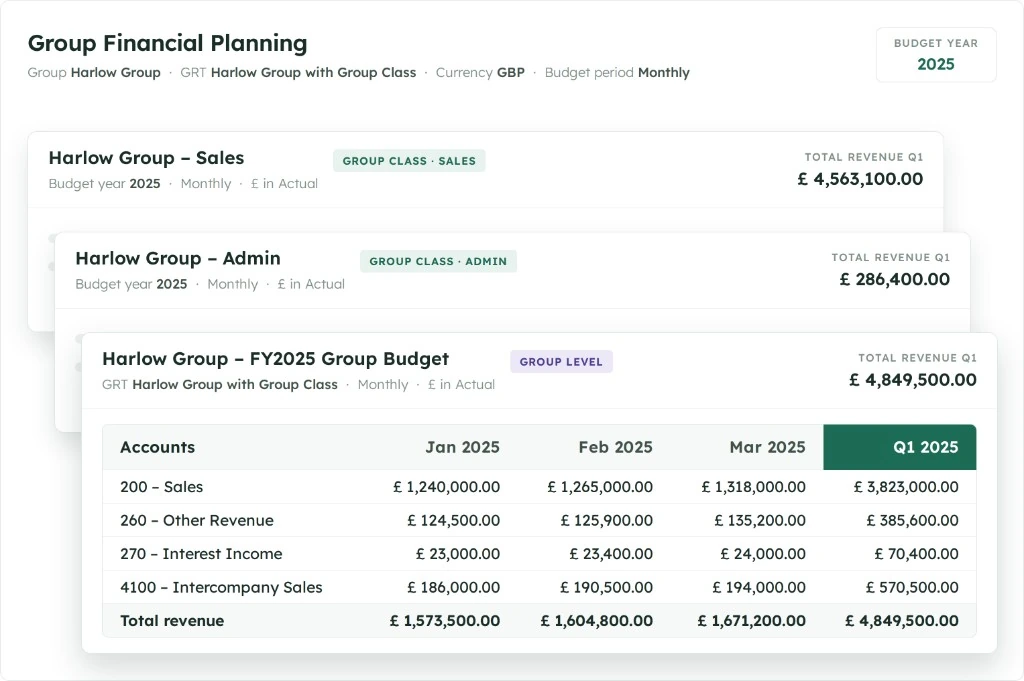 Group Financial Planning
Group Harlow Group · GRT Harlow Group with Group Class · Currency GBP · Budget period Monthly
BUDGET YEAR
2025
Harlow Group – Sales
GROUP CLASS · SALES
Budget year 2025 · Monthly · £ in Actual
TOTAL REVENUE Q1
£ 4,563,100.00
Harlow Group – Admin
GROUP CLASS · ADMIN
Budget year 2025 · Monthly · £ in Actual
TOTAL REVENUE Q1
£ 286,400.00
Harlow Group – FY2025 Group Budget
GROUP LEVEL
GRT Harlow Group with Group Class · Monthly · £ in Actual
TOTAL REVENUE Q1
£ 4,849,500.00
Accounts Jan 2025 Feb 2025 Mar 2025 Q1 2025
200 – Sales £ 1,240,000.00 £ 1,265,000.00 £ 1,318,000.00 £ 3,823,000.00
260 – Other Revenue £ 124,500.00 £ 125,900.00 £ 135,200.00 £ 385,600.00
270 – Interest Income £ 23,000.00 £ 23,400.00 £ 24,000.00 £ 70,400.00
4100 – Intercompany Sales £ 186,000.00 £ 190,500.00 £ 194,000.00 £ 570,500.00
Total revenue £ 1,573,500.00 £ 1,604,800.00 £ 1,671,200.00 £ 4,849,500.00